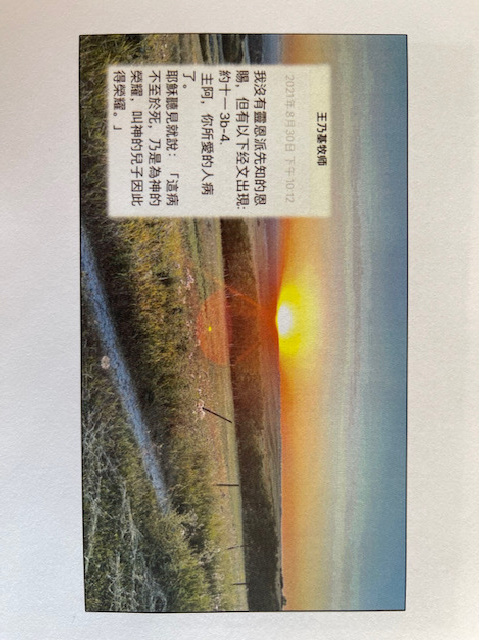 王乃基牧师
2021年8月30日 下午10:12
我沒有靈恩派先知的恩
賜，但有以下经文出現：
約十一 3b-4.
主阿，你所愛的人病
了。
耶穌聽見就說：「這病
不至於死，乃是為神的
榮耀，叫神的兒子因此
得榮耀。」